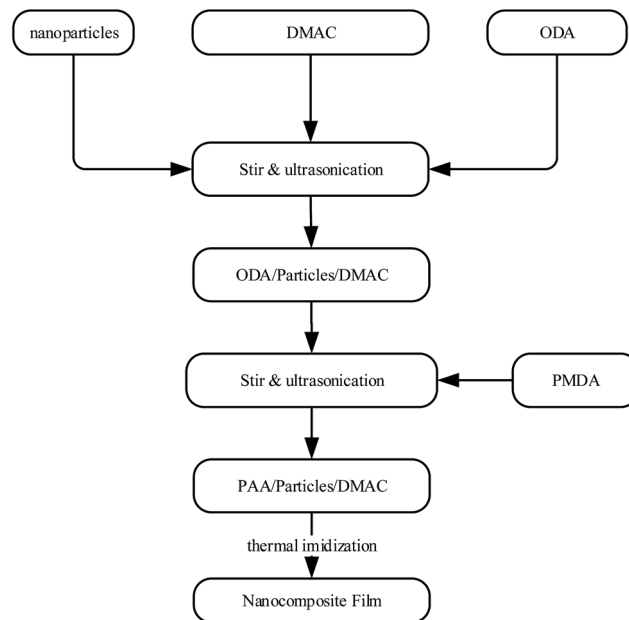 nanoparticles
DMAC
ODA
Stir & ultrasonication
ODA/Particles/DMAC
Stir & ultrasonication
PMDA
PAA/Particles/DMAC
thermal imidization
Nanocomposite Film